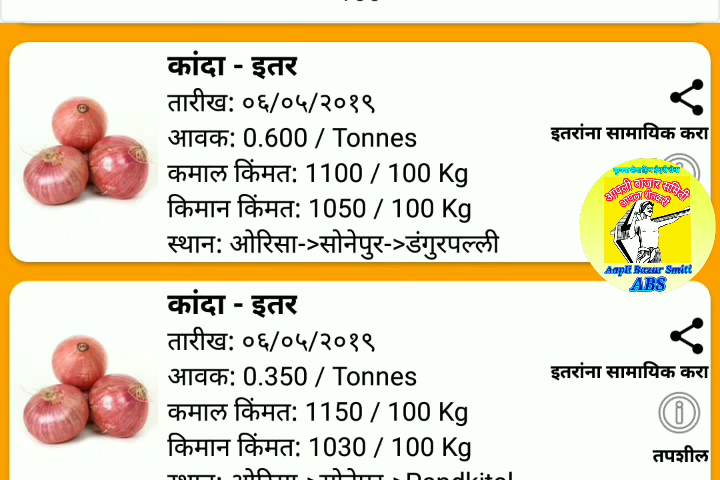 कांदा - इतर
तारीख: ०६/०५/२०१९
आवक: 0.600 / Tonnes
इतरांना सामायिक करा
कमाल किंमत: 1100 / 100 Kg
किमान किंमत: 1050 / 100 Kg
स्थान: ओरिसा->सोनेपुर->डंगुरपल्ली
आपली बाजार समिती
Aapli Bazar Smiti
ABS
कांदा - इतर
तारीख: ०६/०५/२०१९
आवक: 0.350 / Tonnes
इतरांना सामायिक करा
कमाल किंमत: 1150 / 100 Kg
किमान किंमत: 1030 / 100 Kg
तपशील